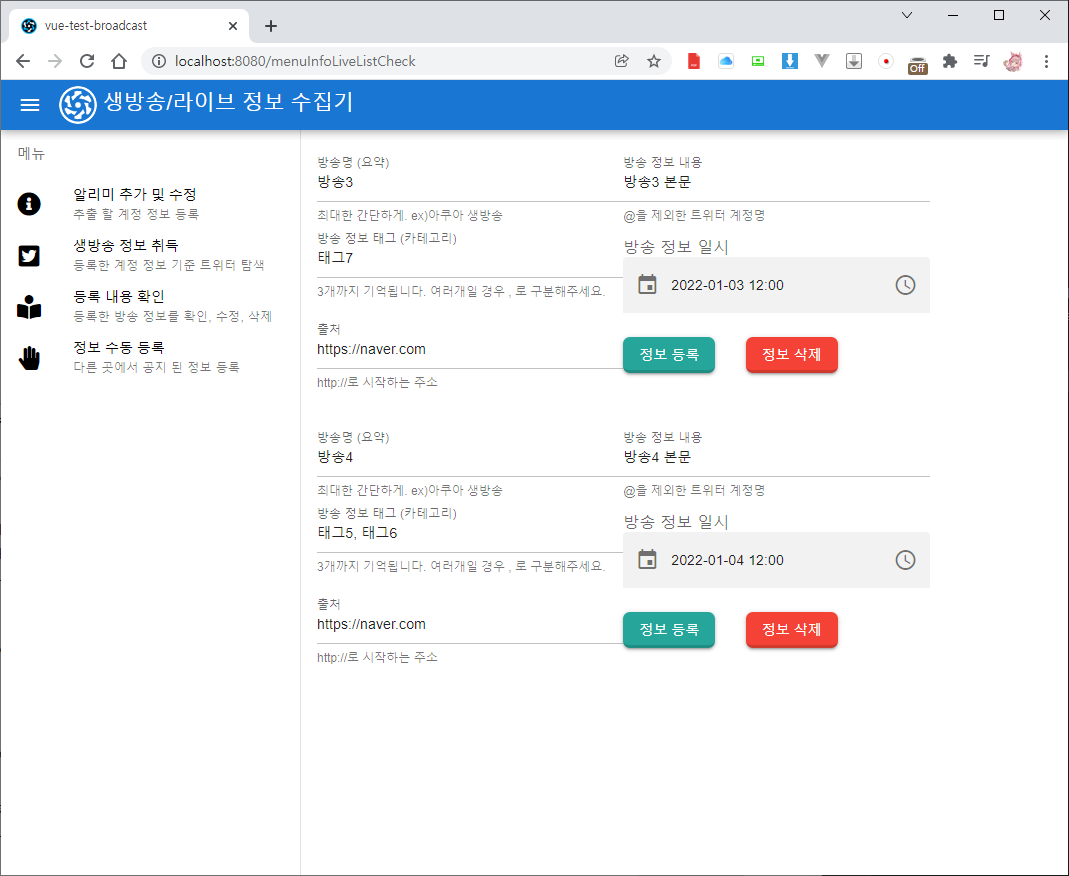 vue-test-broadcast
localhost:8080/menuInfoLiveListCheck
Off
생방송/라이브 정보 수집기
메뉴
알리미 추가 및 수정
추출 할 계정 정보 등록
생방송 정보 취득
등록한 계정 정보 기준 트위터 탐색
등록 내용 확인
등록한 방송 정보를 확인, 수정, 삭제
정보 수동 등록
다른 곳에서 공지 된 정보 등록
방송명 (요약)
방송3
최대한 간단하게. ex)아쿠아 생방송
방송 정보 내용
방송3 본문
@을 제외한 트위터 계정명
방송 정보 태그 (카테고리)
태그7
3개까지 기억됩니다. 여러개일 경우 , 로 구분해주세요.
방송 정보 일시
2022-01-03 12:00
출처
https://naver.com
http://로 시작하는 주소
정보 등록
정보 삭제
방송명 (요약)
방송4
최대한 간단하게. ex)아쿠아 생방송
방송 정보 내용
방송4 본문
@을 제외한 트위터 계정명
방송 정보 태그 (카테고리)
태그5, 태그6
3개까지 기억됩니다. 여러개일 경우 , 로 구분해주세요.
방송 정보 일시
2022-01-04 12:00
출처
https://naver.com
http://로 시작하는 주소
정보 등록
정보 삭제